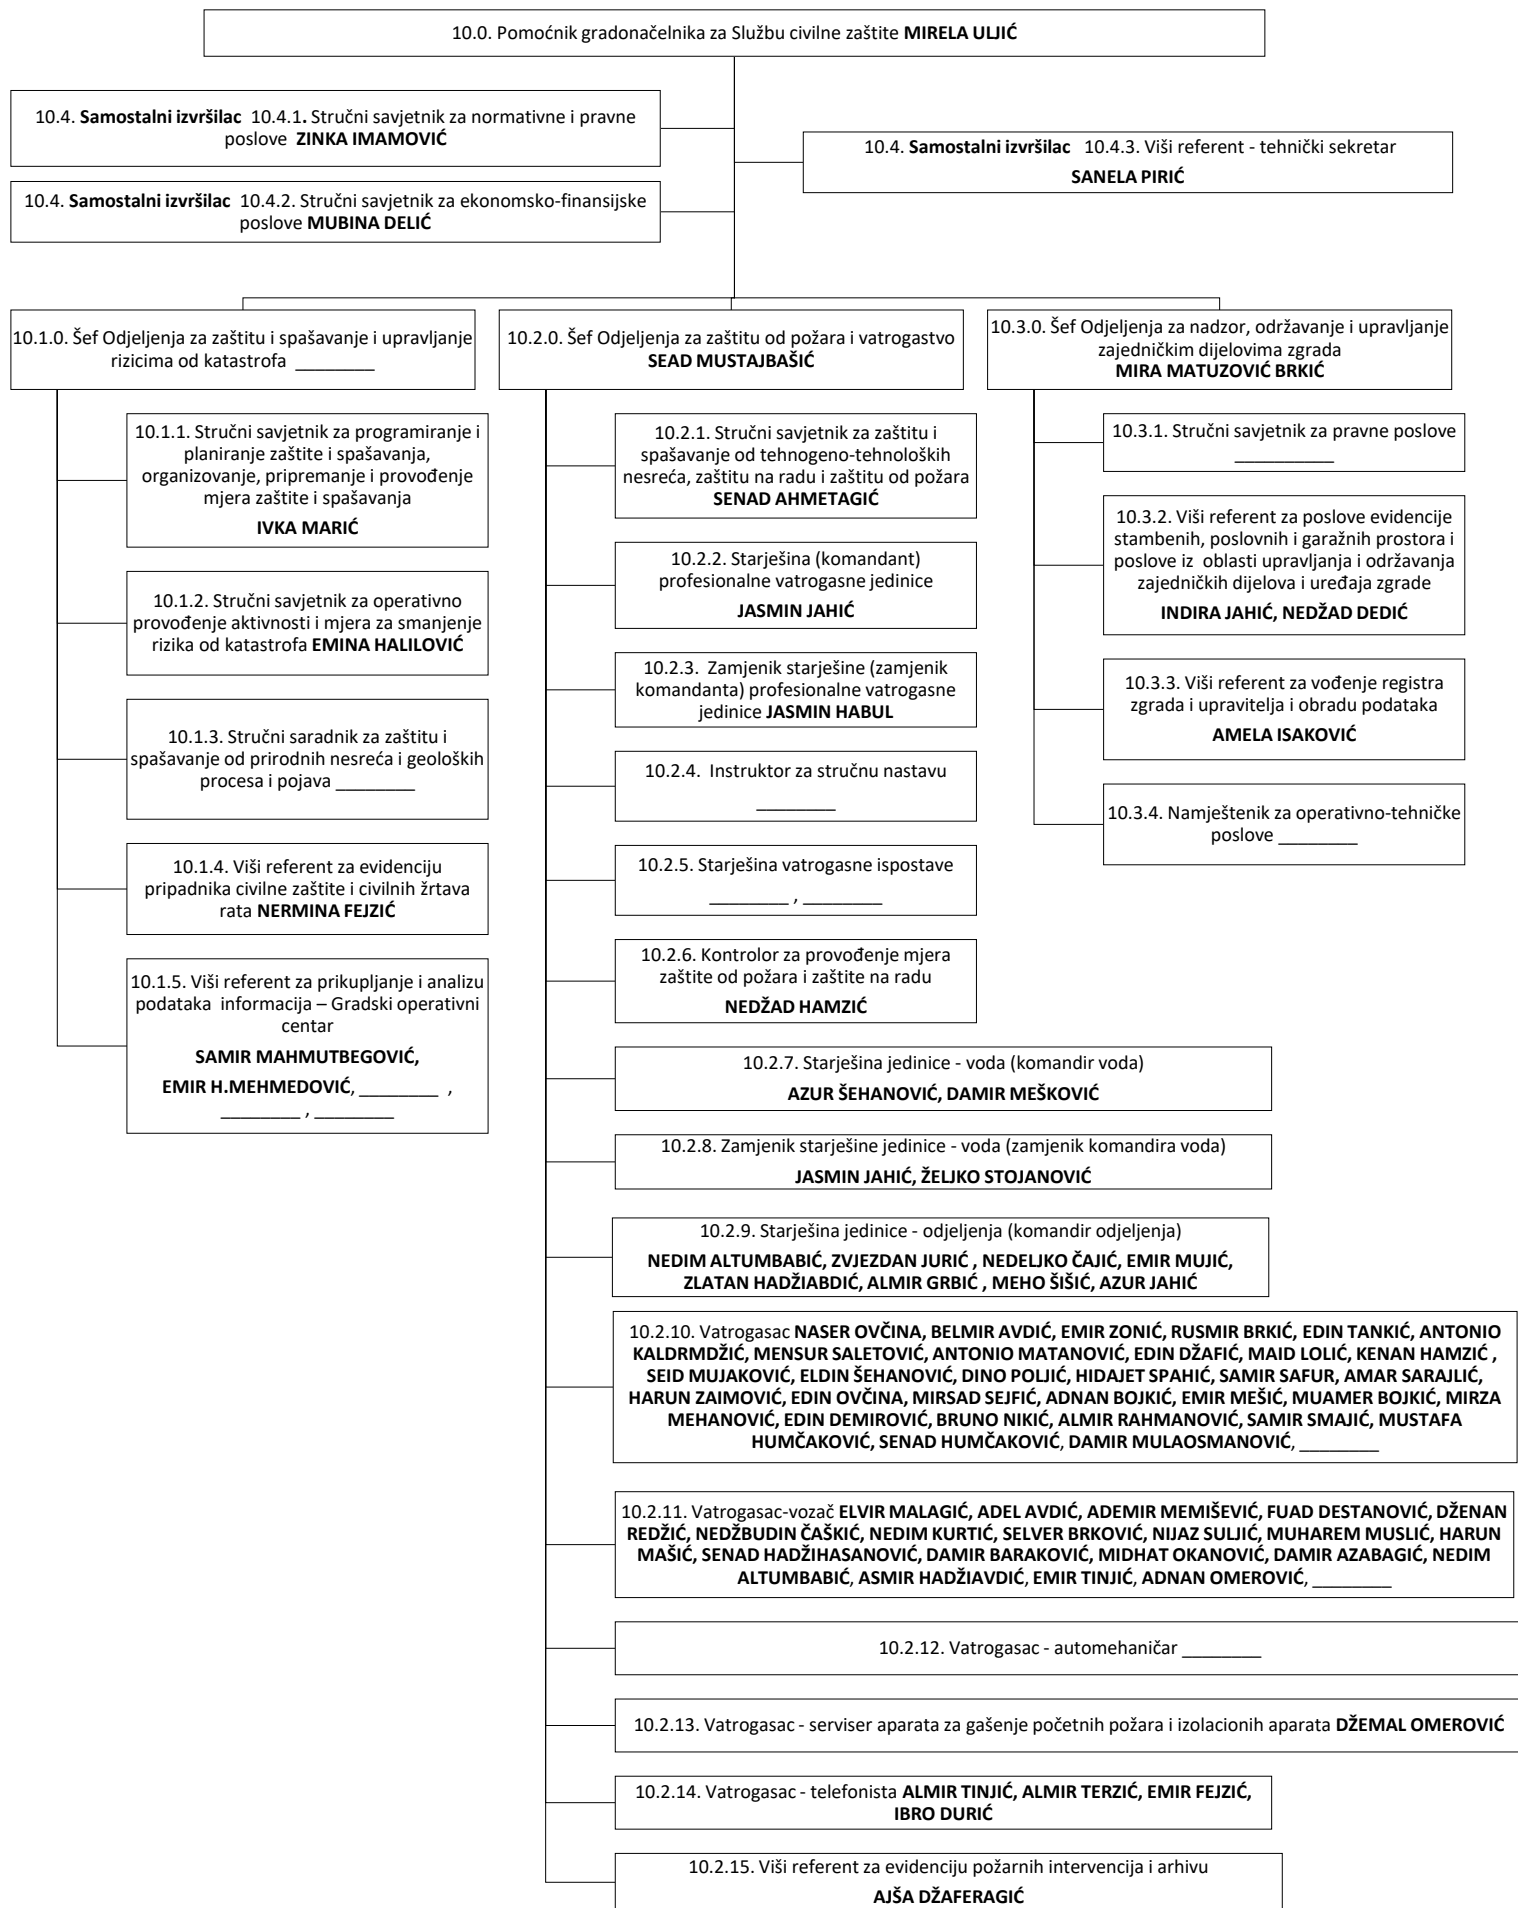 10.0. Pomoćnik gradonačelnika za Službu civilne zaštite MIRELA ULJIĆ
10.4. Samostalni izvršilac 10.4.1. Stručni savjetnik za normativne i pravne
poslove ZINKA IMAMOVIĆ
10.4. Samostalni izvršilac 10.4.3. Viši referent - tehnički sekretar
SANELA PIRIĆ
10.4. Samostalni izvršilac 10.4.2. Stručni savjetnik za ekonomsko-finansijske
poslove MUBINA DELIĆ
10.1.0. Šef Odjeljenja za zaštitu i spašavanje i upravljanje
rizicima od katastrofa ________
10.1.1. Stručni savjetnik za programiranje i
planiranje zaštite i spašavanja,
organizovanje, pripremanje i provođenje
mjera zaštite i spašavanja
IVKA MARIĆ
10.1.2. Stručni savjetnik za operativno
provođenje aktivnosti i mjera za smanjenje
rizika od katastrofa EMINA HALILOVIĆ
10.1.3. Stručni saradnik za zaštitu i
spašavanje od prirodnih nesreća i geoloških
procesa i pojava ________
10.1.4. Viši referent za evidenciju
pripadnika civilne zaštite i civilnih žrtava
rata NERMINA FEJZIĆ
10.1.5. Viši referent za prikupljanje i analizu
podataka informacija – Gradski operativni
centar
SAMIR MAHMUTBEGOVIĆ,
EMIR H.MEHMEDOVIĆ, ________ ,
________ , ________
10.2.0. Šef Odjeljenja za zaštitu od požara i vatrogastvo
SEAD MUSTAJBAŠIĆ
10.2.1. Stručni savjetnik za zaštitu i
spašavanje od tehnogeno-tehnoloških
nesreća, zaštitu na radu i zaštitu od požara
SENAD AHMETAGIĆ
10.2.2. Starješina (komandant)
profesionalne vatrogasne jedinice
JASMIN JAHIĆ
10.2.3. Zamjenik starješine (zamjenik
komandanta) profesionalne vatrogasne
jedinice JASMIN HABUL
10.2.4. Instruktor za stručnu nastavu
________
10.2.5. Starješina vatrogasne ispostave
________ , ________
10.2.6. Kontrolor za provođenje mjera
zaštite od požara i zaštite na radu
NEDŽAD HAMZIĆ
10.2.7. Starješina jedinice - voda (komandir voda)
AZUR ŠEHANOVIĆ, DAMIR MEŠKOVIĆ
10.2.8. Zamjenik starješine jedinice - voda (zamjenik komandira voda)
JASMIN JAHIĆ, ŽELJKO STOJANOVIĆ
10.2.9. Starješina jedinice - odjeljenja (komandir odjeljenja)
NEDIM ALTUMBABIĆ, ZVJEZDAN JURIĆ , NEDELJKO ČAJIĆ, EMIR MUJIĆ,
ZLATAN HADŽIABDIĆ, ALMIR GRBIĆ , MEHO ŠIŠIĆ, AZUR JAHIĆ
10.2.10. Vatrogasac NASER OVČINA, BELMIR AVDIĆ, EMIR ZONIĆ, RUSMIR BRKIĆ, EDIN TANKIĆ, ANTONIO
KALDRMDŽIĆ, MENSUR SALETOVIĆ, ANTONIO MATANOVIĆ, EDIN DŽAFIĆ, MAID LOLIĆ, KENAN HAMZIĆ ,
SEID MUJAKOVIĆ, ELDIN ŠEHANOVIĆ, DINO POLJIĆ, HIDAJET SPAHIĆ, SAMIR SAFUR, AMAR SARAJLIĆ,
HARUN ZAIMOVIĆ, EDIN OVČINA, MIRSAD SEJFIĆ, ADNAN BOJKIĆ, EMIR MEŠIĆ, MUAMER BOJKIĆ, MIRZA
MEHANOVIĆ, EDIN DEMIROVIĆ, BRUNO NIKIĆ, ALMIR RAHMANOVIĆ, SAMIR SMAJIĆ, MUSTAFA
HUMČAKOVIĆ, SENAD HUMČAKOVIĆ, DAMIR MULAOSMANOVIĆ, ________
10.2.11. Vatrogasac-vozač ELVIR MALAGIĆ, ADEL AVDIĆ, ADEMIR MEMIŠEVIĆ, FUAD DESTANOVIĆ, DŽENAN
REDŽIĆ, NEDŽBUDIN ČAŠKIĆ, NEDIM KURTIĆ, SELVER BRKOVIĆ, NIJAZ SULJIĆ, MUHAREM MUSLIĆ, HARUN
MAŠIĆ, SENAD HADŽIHASANOVIĆ, DAMIR BARAKOVIĆ, MIDHAT OKANOVIĆ, DAMIR AZABAGIĆ, NEDIM
ALTUMBABIĆ, ASMIR HADŽIAVDIĆ, EMIR TINJIĆ, ADNAN OMEROVIĆ, ________
10.2.12. Vatrogasac - automehaničar ________
10.2.13. Vatrogasac - serviser aparata za gašenje početnih požara i izolacionih aparata DŽEMAL OMEROVIĆ
10.2.14. Vatrogasac - telefonista ALMIR TINJIĆ, ALMIR TERZIĆ, EMIR FEJZIĆ,
IBRO DURIĆ
10.2.15. Viši referent za evidenciju požarnih intervencija i arhivu
AJŠA DŽAFERAGIĆ
10.3.0. Šef Odjeljenja za nadzor, održavanje i upravljanje
zajedničkim dijelovima zgrada
MIRA MATUZOVIĆ BRKIĆ
10.3.1. Stručni savjetnik za pravne poslove
__________
10.3.2. Viši referent za poslove evidencije
stambenih, poslovnih i garažnih prostora i
poslove iz oblasti upravljanja i održavanja
zajedničkih dijelova i uređaja zgrade
INDIRA JAHIĆ, NEDŽAD DEDIĆ
10.3.3. Viši referent za vođenje registra
zgrada i upravitelja i obradu podataka
AMELA ISAKOVIĆ
10.3.4. Namještenik za operativno-tehničke
poslove ________